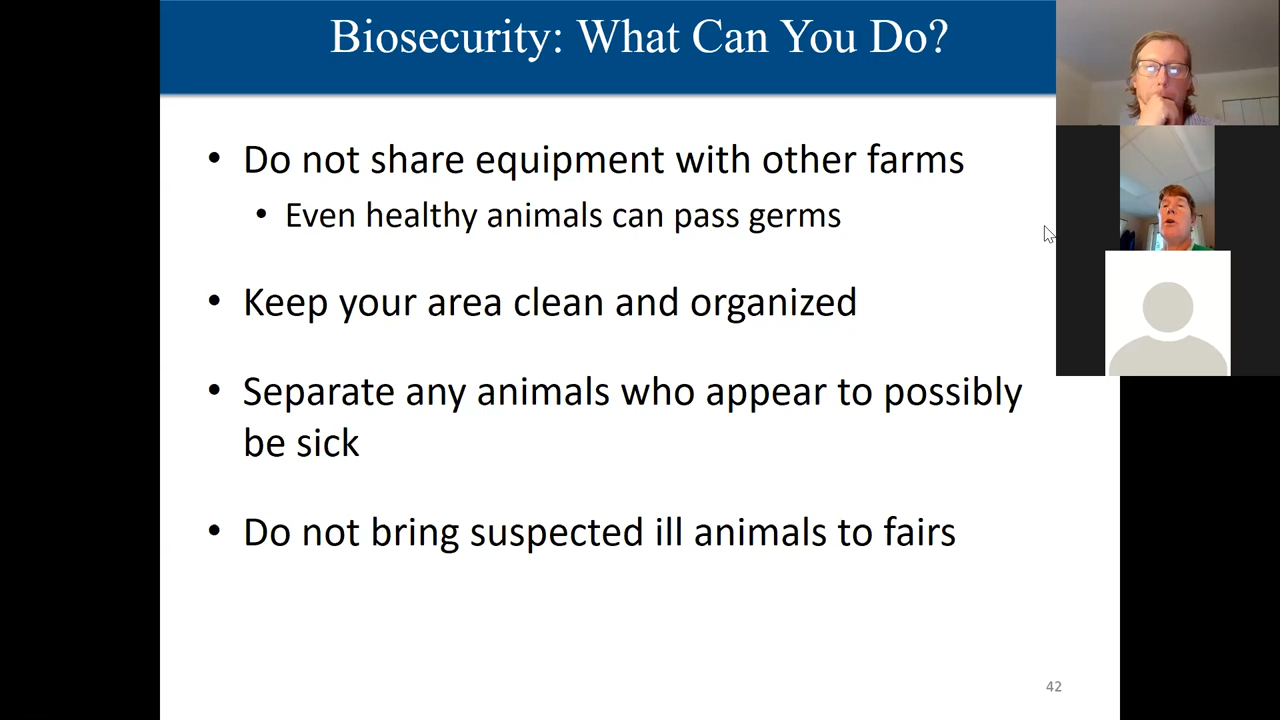 Biosecurity: What Can You Do?
• Do not share equipment with other farms
• Even healthy animals can pass germs
• Keep your area clean and organized
• Separate any animals who appear to possibly
be sick
• Do not bring suspected ill animals to fairs
42